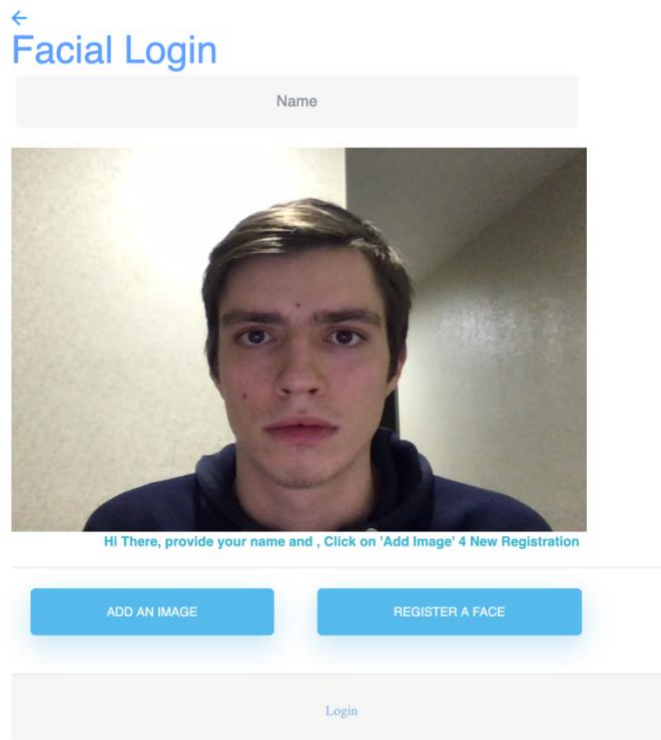 Facial Login
Name
Hi There, provide your name and , Click on 'Add Image' 4 New Registration
ADD AN IMAGE
REGISTER A FACE
Login